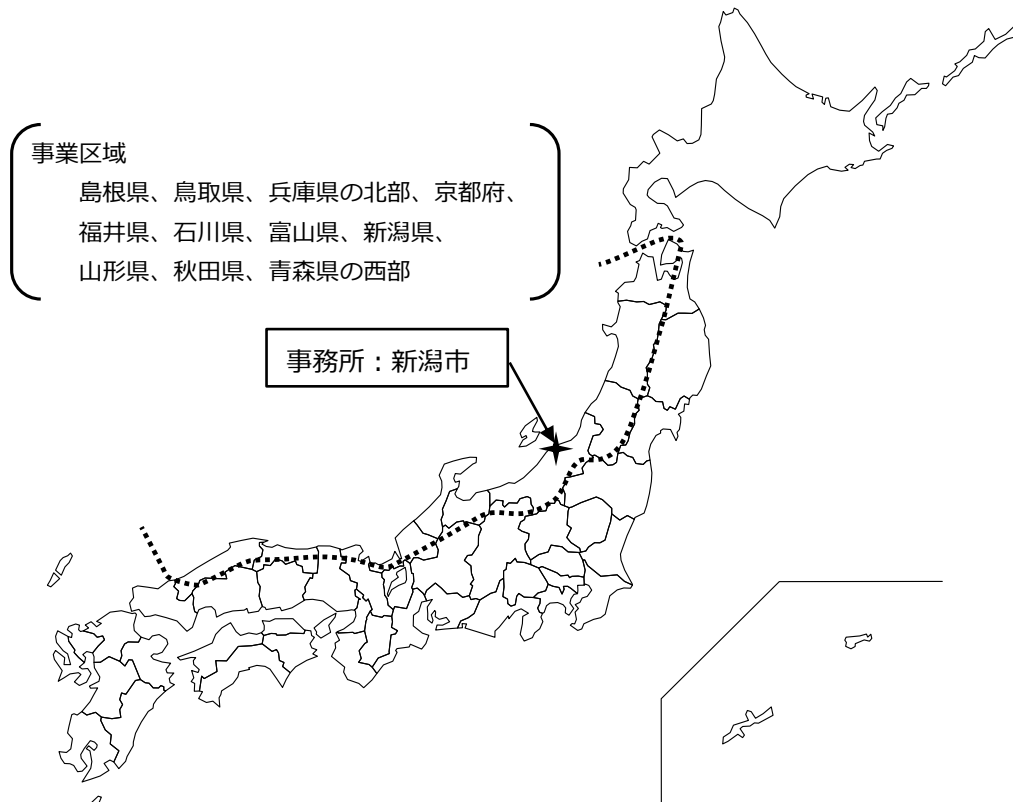 事業区域
島根県、鳥取県、兵庫県の北部、京都府、
福井県、石川県、富山県、新潟県、
山形県、秋田県、青森県の西部
事務所：新潟市